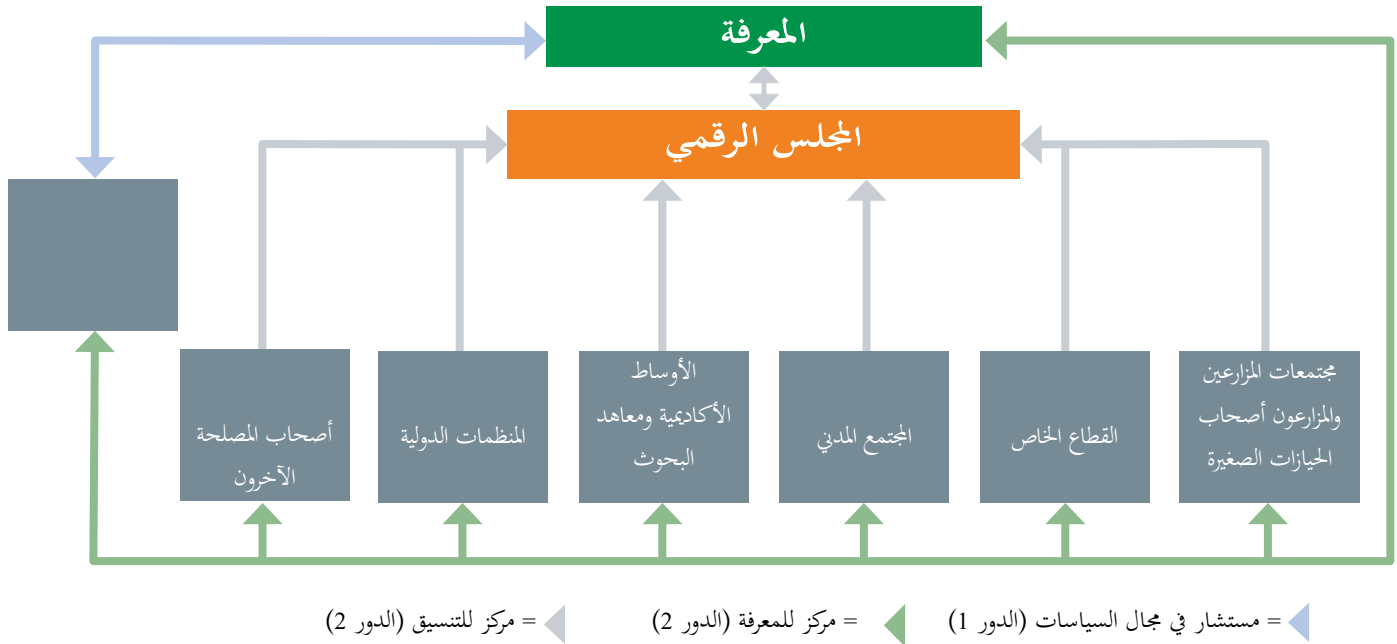 المعرفة
المجلس الرقمي
مجتمعات المزارعين
والمزارعون أصحاب
الحيازات الصغيرة
القطاع الخاص
المجتمع المدني
الأوساط
الأكاديمية ومعاهد
البحوث
المنظمات الدولية
أصحاب المصلحة
الآخرون
= مستشار في مجال السياسات (الدور 1)
= مركز للمعرفة (الدور 2)
= مركز للتنسيق (الدور 2)